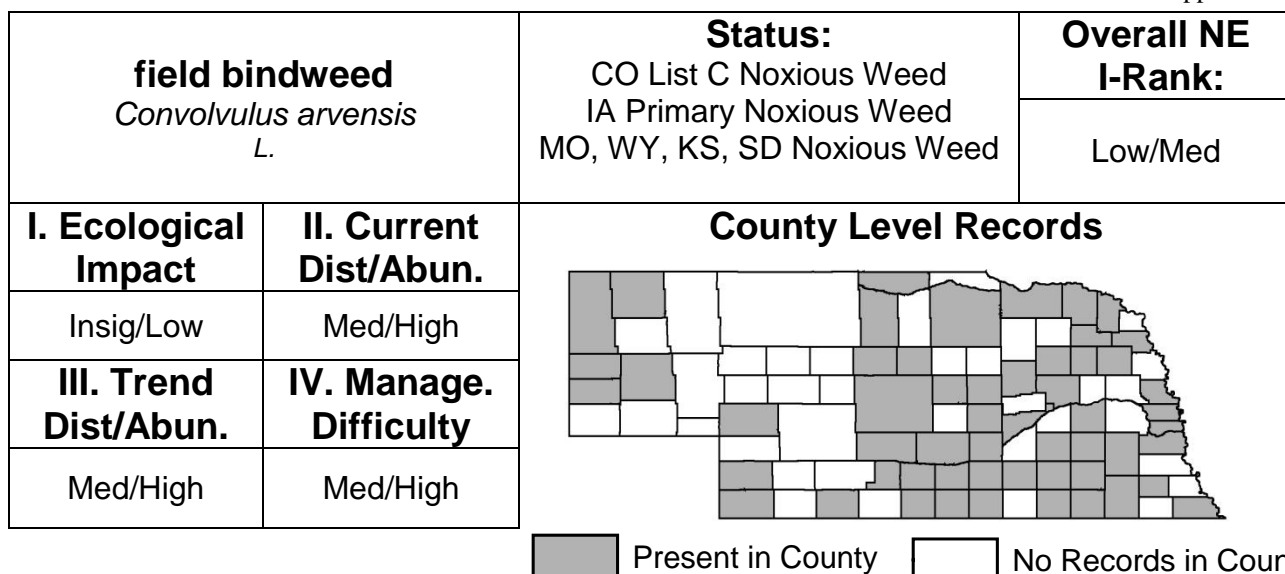 field bindweed
Convolvulus arvensis
L.
Status:
CO List C Noxious Weed
IA Primary Noxious Weed
MO, WY, KS, SD Noxious Weed
Overall NE
I-Rank:
Low/Med
I. Ecological
Impact
II. Current
Dist/Abun.
Insig/Low
Med/High
III. Trend
Dist/Abun.
IV. Manage.
Difficulty
Med/High
Med/High
County Level Records
Present in County
No Records in Coun